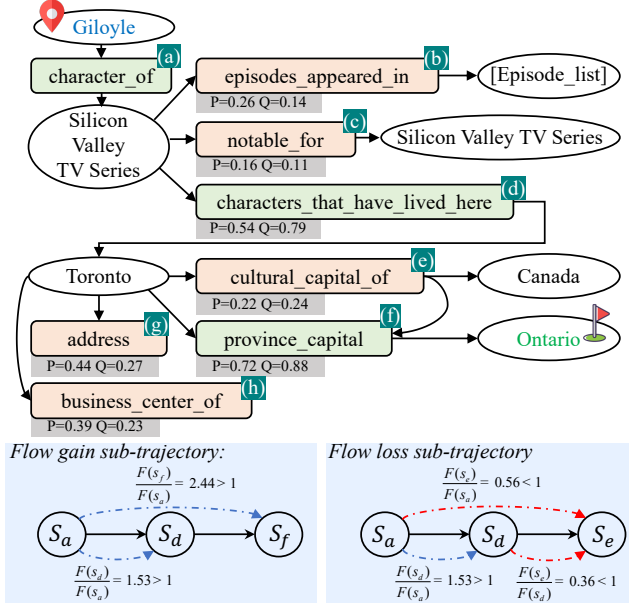 Giloyle
(a)
character_of
(b)
episodes_appeared_in
[Episode_list]
P=0.26 Q=0.14
Silicon
Valley
TV Series
(c)
notable_for
Silicon Valley TV Series
P=0.16 Q=0.11
(d)
characters_that_have_lived_here
P=0.54 Q=0.79
Toronto
(e)
cultural_capital_of
Canada
P=0.22 Q=0.24
(g)
address
P=0.44 Q=0.27
(f)
province_capital
Ontario
P=0.72 Q=0.88
(h)
business_center_of
P=0.39 Q=0.23
Flow gain sub-trajectory:
F(s_f)/F(s_a) = 2.44 > 1
S_a
S_d
S_f
F(s_d)/F(s_a) = 1.53 > 1
Flow loss sub-trajectory
F(s_e)/F(s_a) = 0.56 < 1
S_a
S_d
S_e
F(s_d)/F(s_a) = 1.53 > 1
F(s_e)/F(s_d) = 0.36 < 1